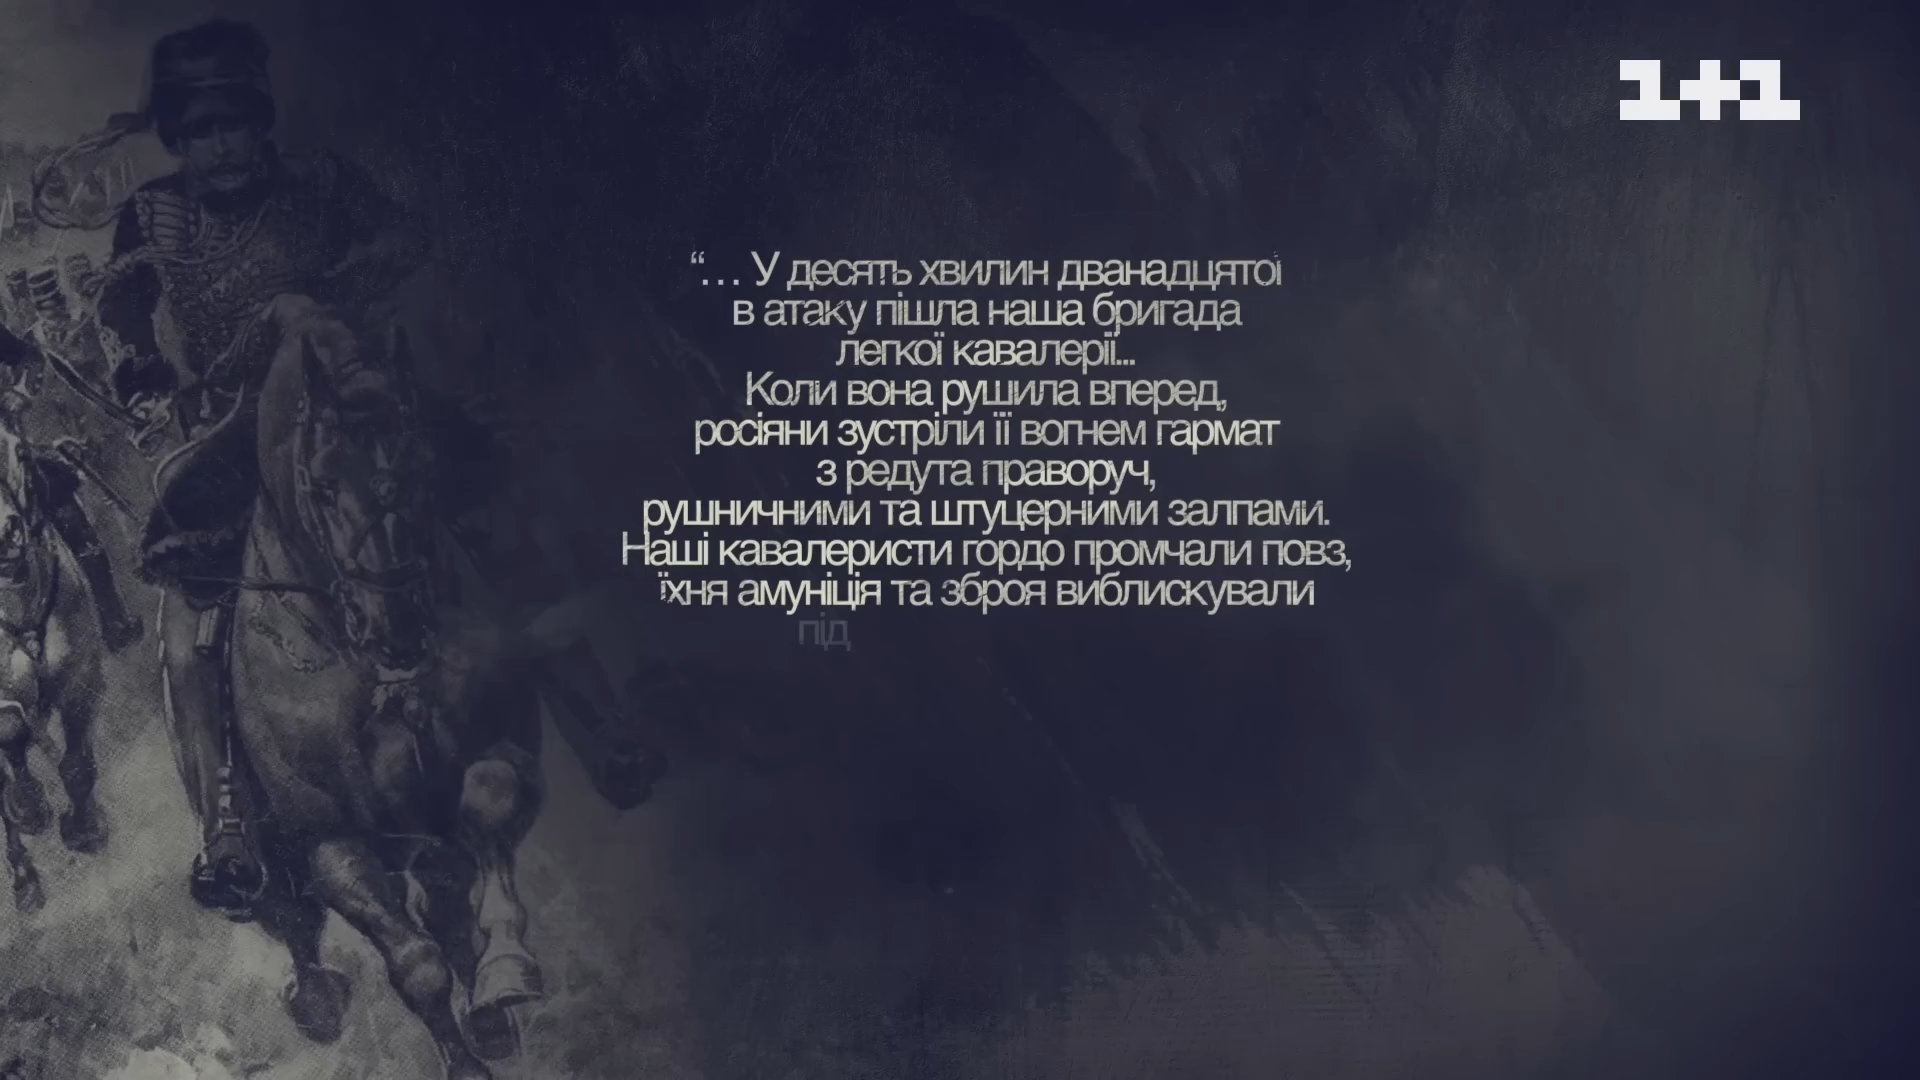 1+1
“… У десять хвилин дванадцятої
в атаку пішла наша бригада
легкої кавалерії...
Коли вона рушила вперед,
росіяни зустріли її вогнем гармат
з редута праворуч,
рушничними та штуцерними залпами.
Наші кавалеристи гордо промчали повз,
їхня амуніція та зброя виблискували
під